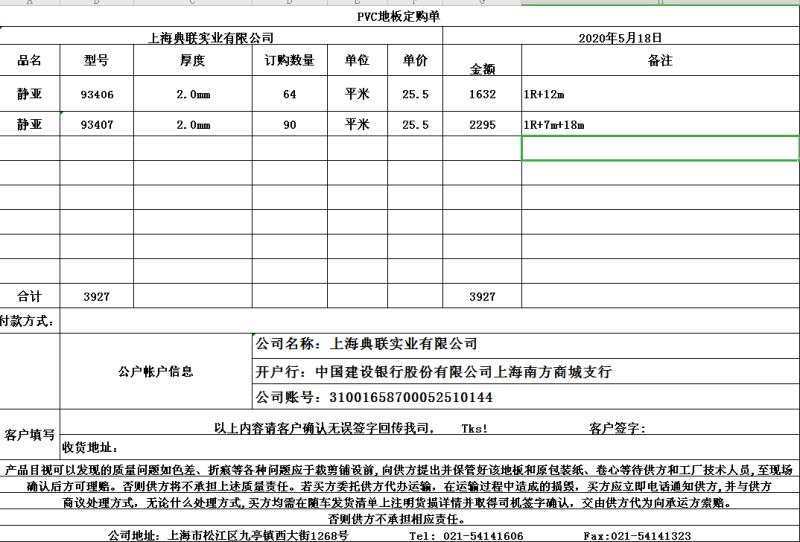 PVC地板定购单
上海典联实业有限公司 2020年5月18日
品名 型号 厚度 订购数量 单位 单价 金额 备注
静亚 93406 2.0mm 64 平米 25.5 1632 1R+12m
静亚 93407 2.0mm 90 平米 25.5 2295 1R+7m+18m
合计 3927 3927
付款方式:
公户帐户信息
公司名称: 上海典联实业有限公司
开户行: 中国建设银行股份有限公司上海南方商城支行
公司账号: 31001658700052510144
客户填写
以上内容请客户确认无误签字回传我司, Tks! 客户签字:
收货地址:
产品目视可以发现的质量问题如色差、折痕等各种问题应于裁剪铺设前,向供方提出并保管好该地板和原包装纸、卷心等待供方和工厂技术人员,至现场
确认后方可理赔。否则供方将不承担上述质量责任。若买方委托供方代办运输,在运输过程中造成的损毁,买方应立即电话通知供方,并与供方
商议处理方式,无论什么处理方式,买方均需在随车发货清单上注明货损详情并取得司机签字确认,交由供方代为向承运方索赔。
否则供方不承担相应责任。
公司地址: 上海市松江区九亭镇西大街1268号 Tel: 021-54141606 Fax:021-54141323